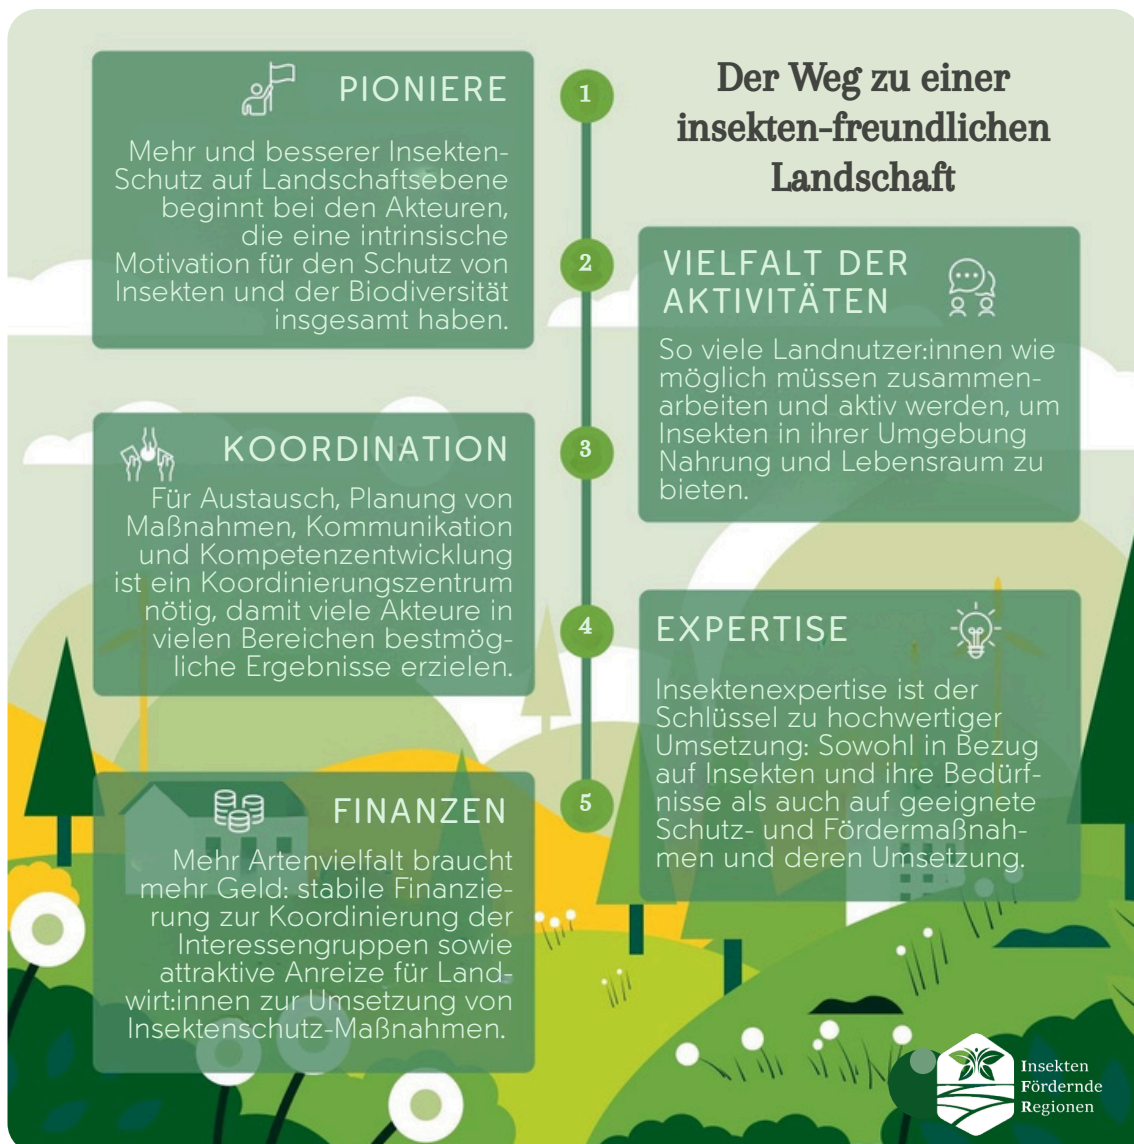 Der Weg zu einer
insekten-freundlichen
Landschaft
1
PIONIERE
Mehr und besserer Insekten-
Schutz auf Landschaftsebene
beginnt bei den Akteuren,
die eine intrinsische
Motivation für den Schutz von
Insekten und der Biodiversität
insgesamt haben.
2
VIELFALT DER
AKTIVITÄTEN
So viele Landnutzer:innen wie
möglich müssen zusammen-
arbeiten und aktiv werden, um
Insekten in ihrer Umgebung
Nahrung und Lebensraum zu
bieten.
3
KOORDINATION
Für Austausch, Planung von
Maßnahmen, Kommunikation
und Kompetenzentwicklung
ist ein Koordinierungszentrum
nötig, damit viele Akteure in
vielen Bereichen bestmög-
liche Ergebnisse erzielen.
4
EXPERTISE
Insektenexpertise ist der
Schlüssel zu hochwertiger
Umsetzung: Sowohl in Bezug
auf Insekten und ihre Bedürf-
nisse als auch auf geeignete
Schutz- und Fördermaßnah-
men und deren Umsetzung.
5
FINANZEN
Mehr Artenvielfalt braucht
mehr Geld: stabile Finanzie-
rung zur Koordinierung der
Interessengruppen sowie
attraktive Anreize für Land-
wirt:innen zur Umsetzung von
Insektenschutz-Maßnahmen.
Insekten
Fördernde
Regionen